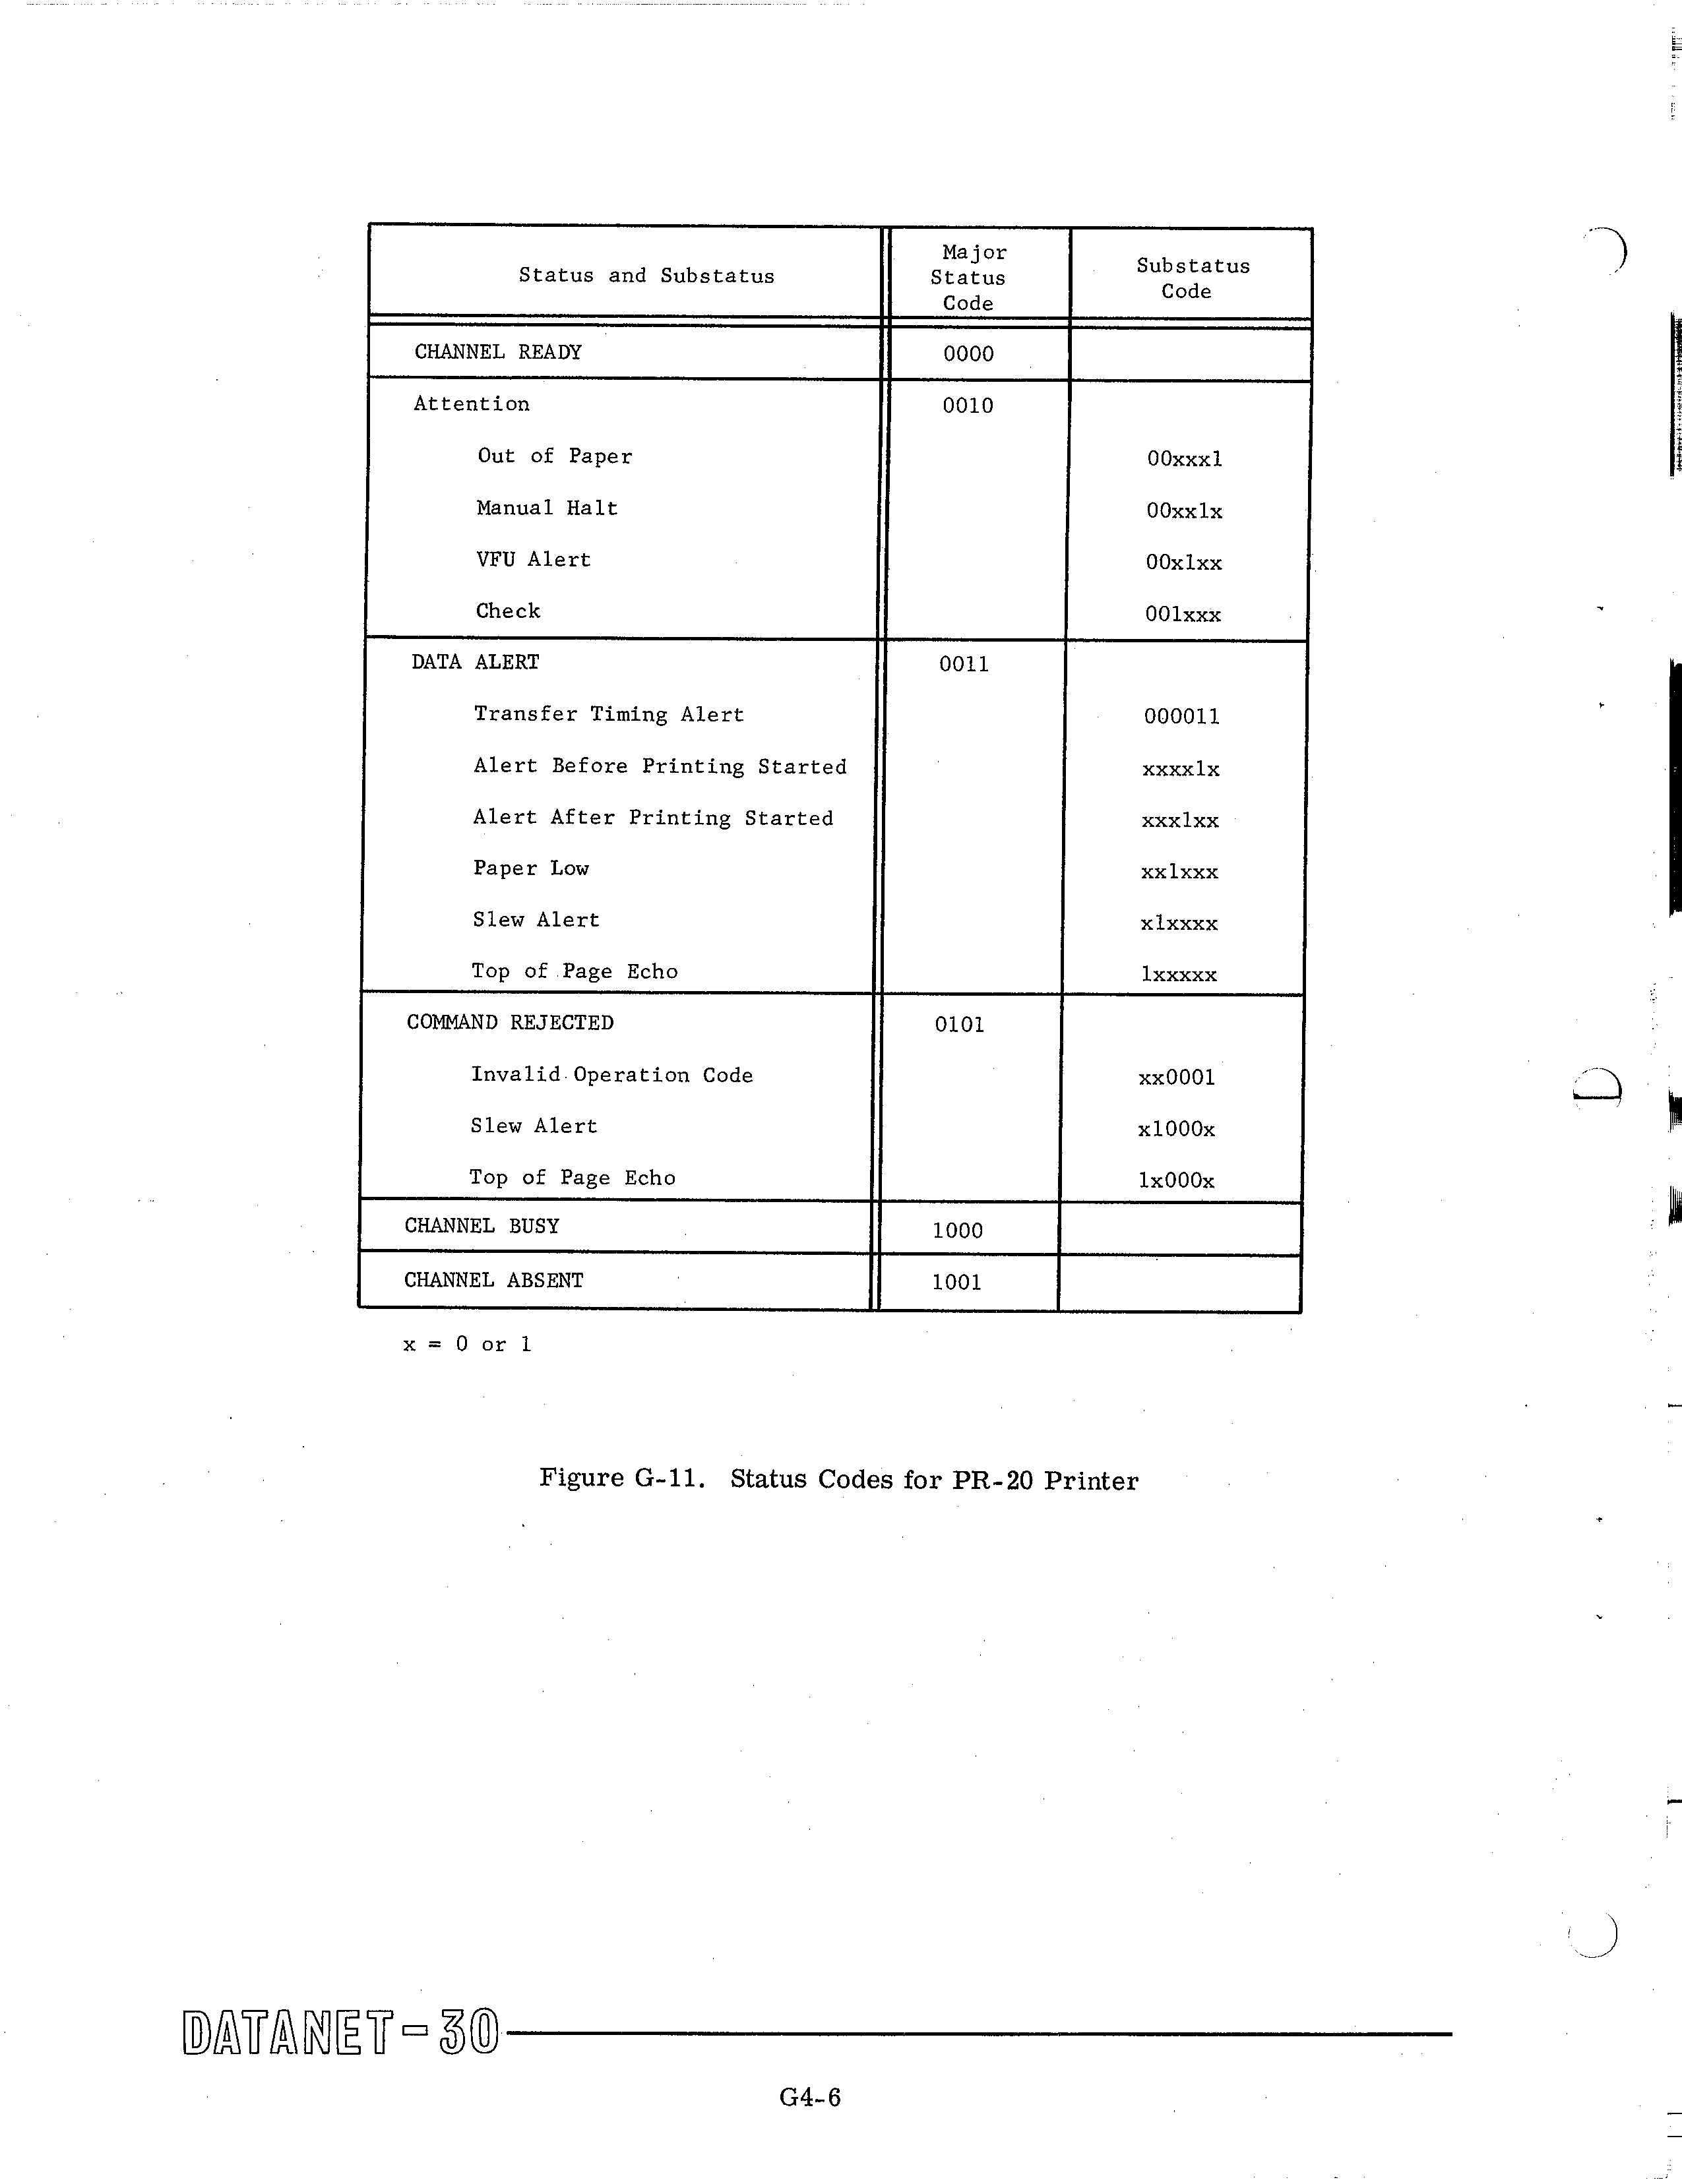 Status and Substatus Major Status Code Substatus Code
CHANNEL READY 0000
Attention 0010
Out of Paper 00xxx1
Manual Halt 00xx1x
VFU Alert 00x1xx
Check 001xxx
DATA ALERT 0011
Transfer Timing Alert 000011
Alert Before Printing Started xxxx1x
Alert After Printing Started xxx1xx
Paper Low xx1xxx
Slew Alert x1xxxx
Top of Page Echo 1xxxxx
COMMAND REJECTED 0101
Invalid Operation Code xx0001
Slew Alert x1000x
Top of Page Echo 1x000x
CHANNEL BUSY 1000
CHANNEL ABSENT 1001
x = 0 or 1
Figure G-11. Status Codes for PR-20 Printer
DATANET-30
G4-6